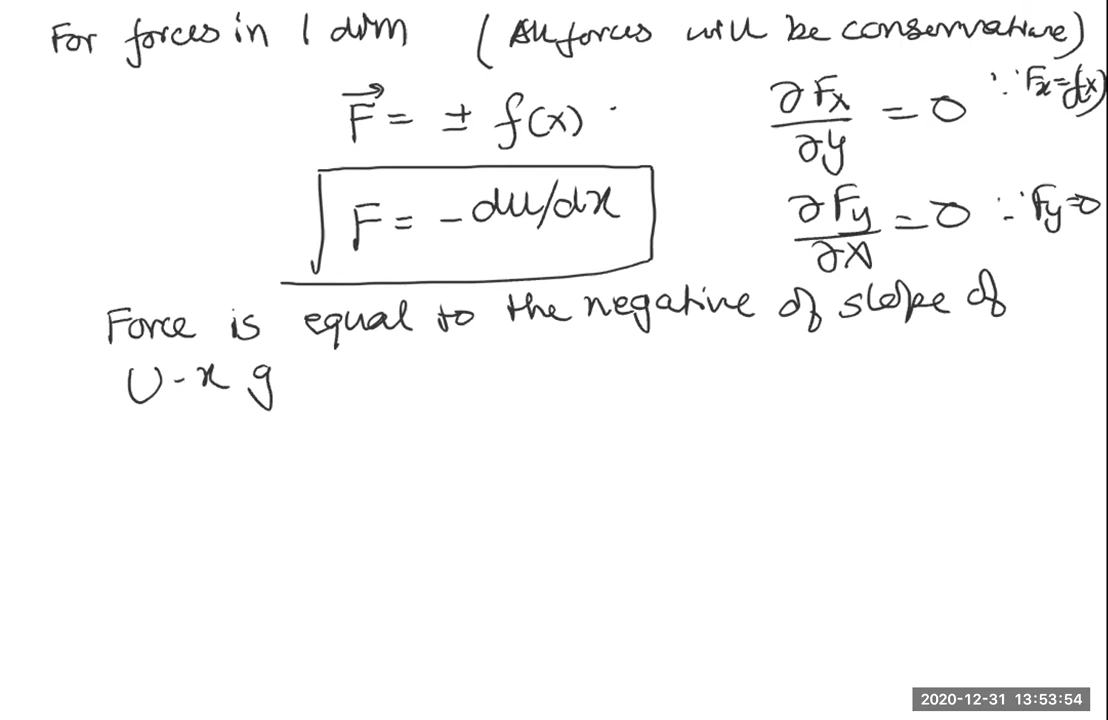 For forces in 1 dim (All forces will be conservative)
F⃗ = ± f(x) ∂Fx/∂y = 0 ∵ Fx = f(x)
F = - du/dx ∂Fy/∂x = 0 ∵ Fy = 0
Force is equal to the negative of slope of
U - x g
2020-12-31 13:53:54